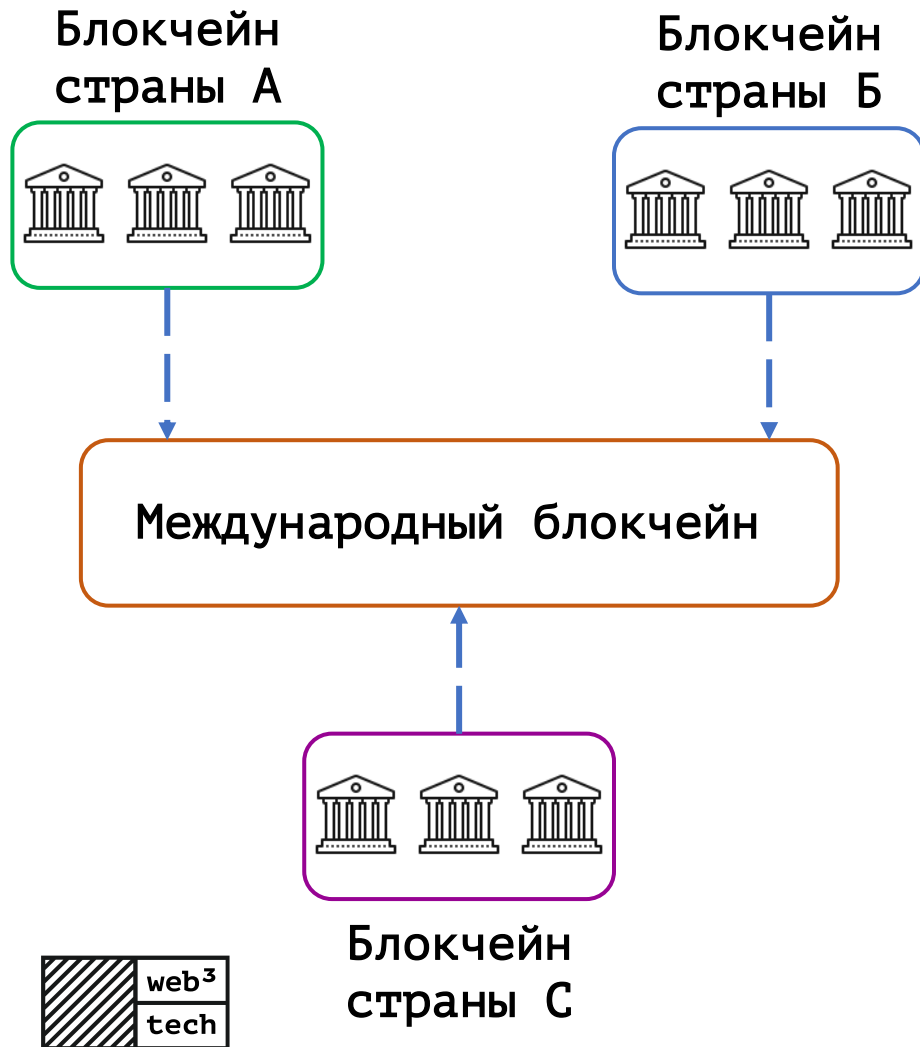 Блокчейн
страны А
Блокчейн
страны Б
Международный блокчейн
Блокчейн
страны С
web³
tech